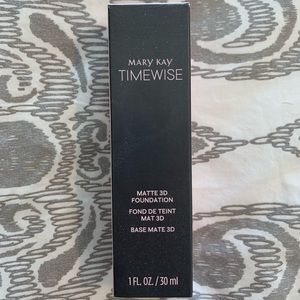 MARY KAY
TIMEWISE
MATTE 3D
FOUNDATION
FOND DE TEINT
MAT 3D
BASE MATE 3D
1 FL. OZ. / 30 ml